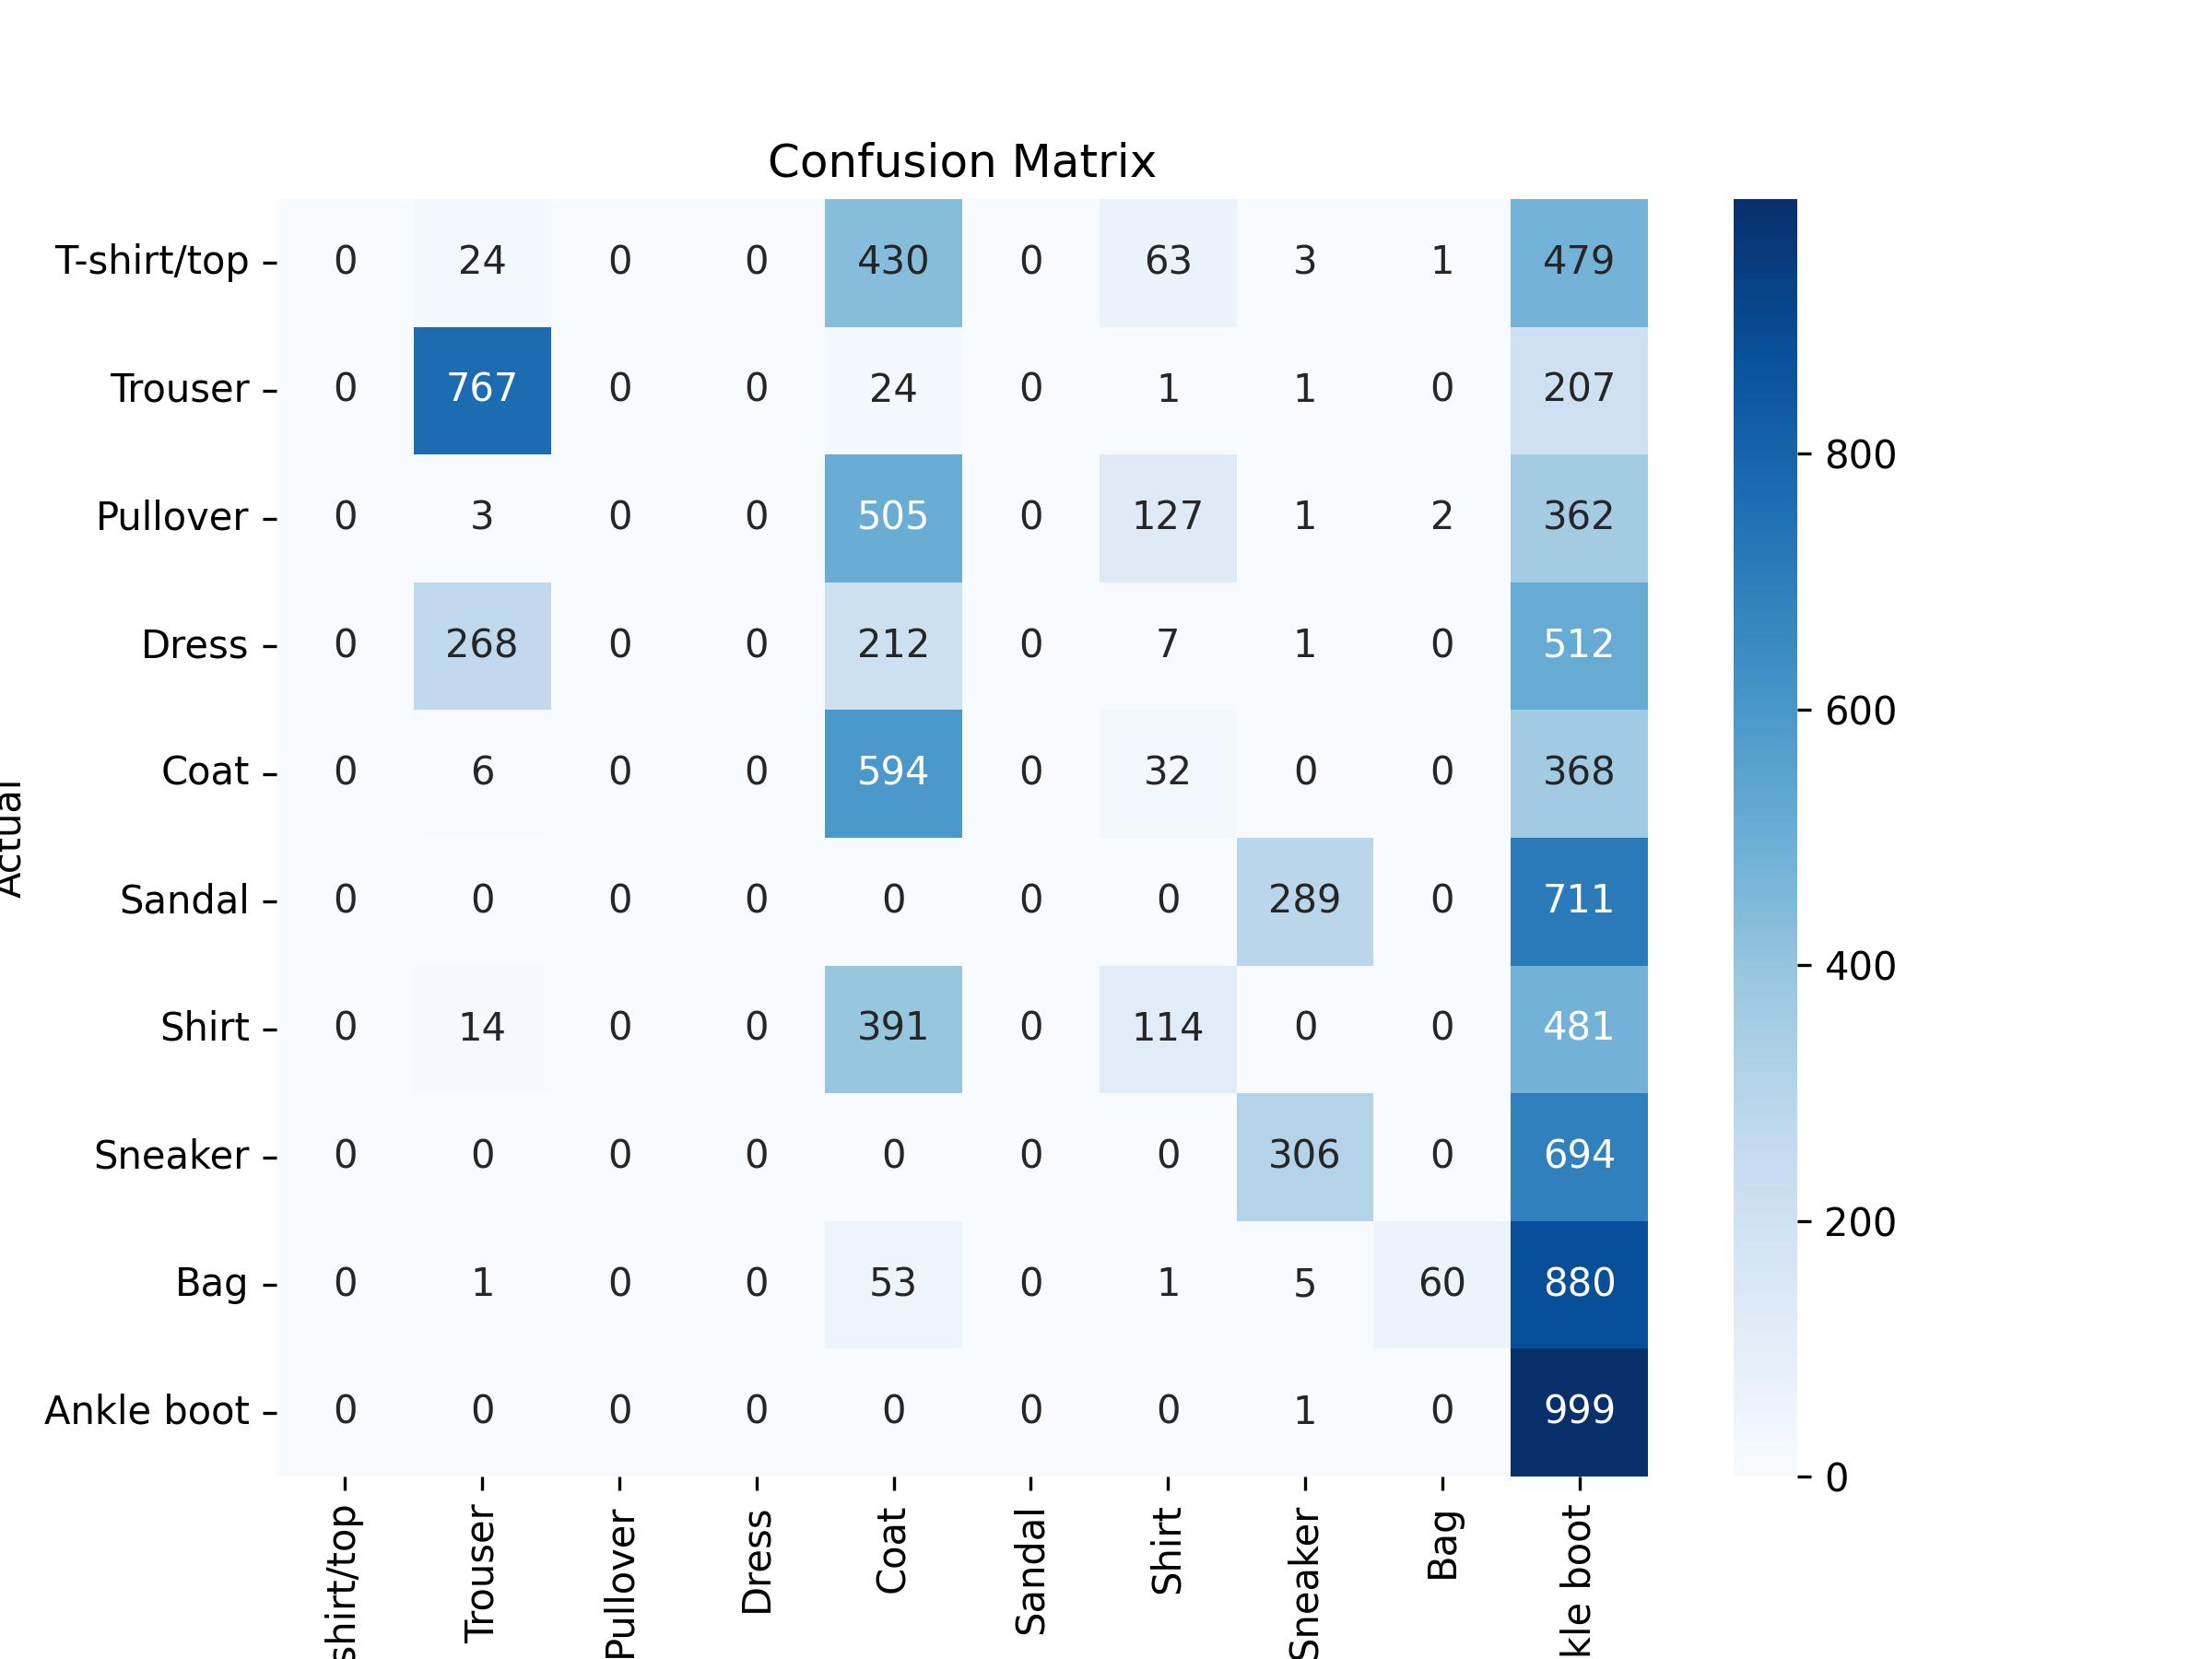 Confusion Matrix
T-shirt/top 0 24 0 0 430 0 63 3 1 479
Trouser 0 767 0 0 24 0 1 1 0 207
Pullover 0 3 0 0 505 0 127 1 2 362
Dress 0 268 0 0 212 0 7 1 0 512
Coat 0 6 0 0 594 0 32 0 0 368
Sandal 0 0 0 0 0 0 0 289 0 711
Shirt 0 14 0 0 391 0 114 0 0 481
Sneaker 0 0 0 0 0 0 0 306 0 694
Bag 0 1 0 0 53 0 1 5 60 880
Ankle boot 0 0 0 0 0 0 0 1 0 999
Actual
shirt/top Trouser Pullover Dress Coat Sandal Shirt Sneaker Bag kle boot
800
600
400
200
0